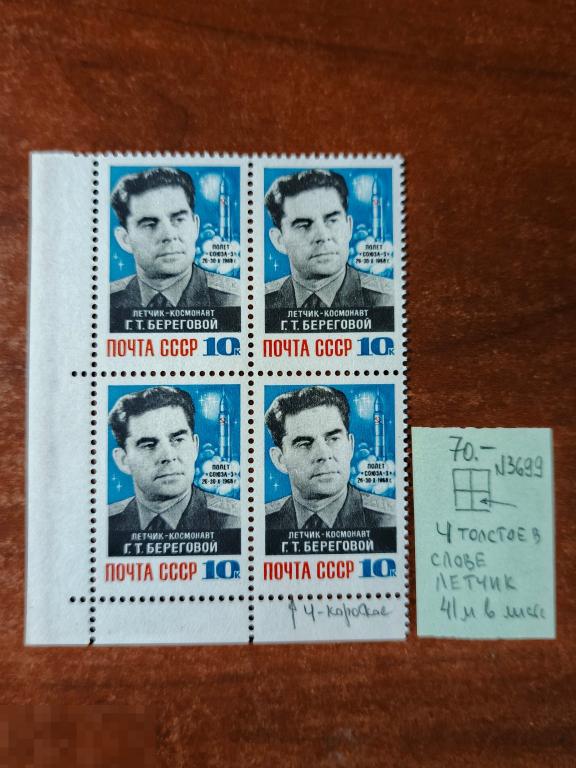 ПОЛЕТ
«СОЮЗА-3»
26-30·X·1968 г.
ЛЕТЧИК-КОСМОНАВТ
Г. Т. БЕРЕГОВОЙ
ПОЧТА СССР 10к
ПОЛЕТ
«СОЮЗА-3»
26-30·X·1968 г.
ЛЕТЧИК-КОСМОНАВТ
Г. Т. БЕРЕГОВОЙ
ПОЧТА СССР 10к
ПОЛЕТ
«СОЮЗА-3»
26-30·X·1968 г.
ЛЕТЧИК-КОСМОНАВТ
Г. Т. БЕРЕГОВОЙ
ПОЧТА СССР 10к
ПОЛЕТ
«СОЮЗА-3»
26-30·X·1968 г.
ЛЕТЧИК-КОСМОНАВТ
Г. Т. БЕРЕГОВОЙ
ПОЧТА СССР 10к
Ч-короткое
70.-
N3699
Ч ТОЛСТОЕ В
СЛОВЕ
ЛЕТЧИК
41 м в листе